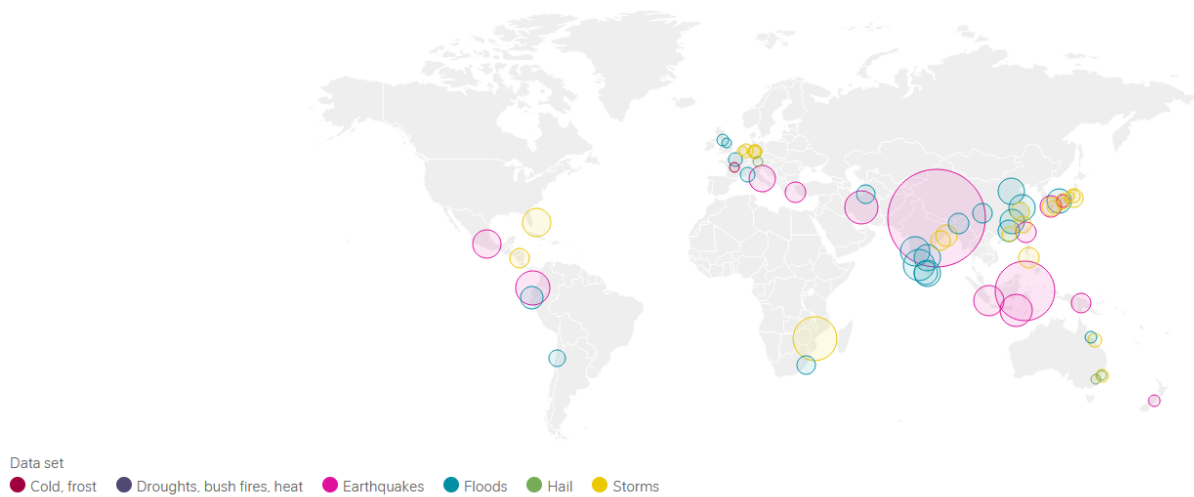 Data set
Cold, frost Droughts, bush fires, heat Earthquakes Floods Hail Storms